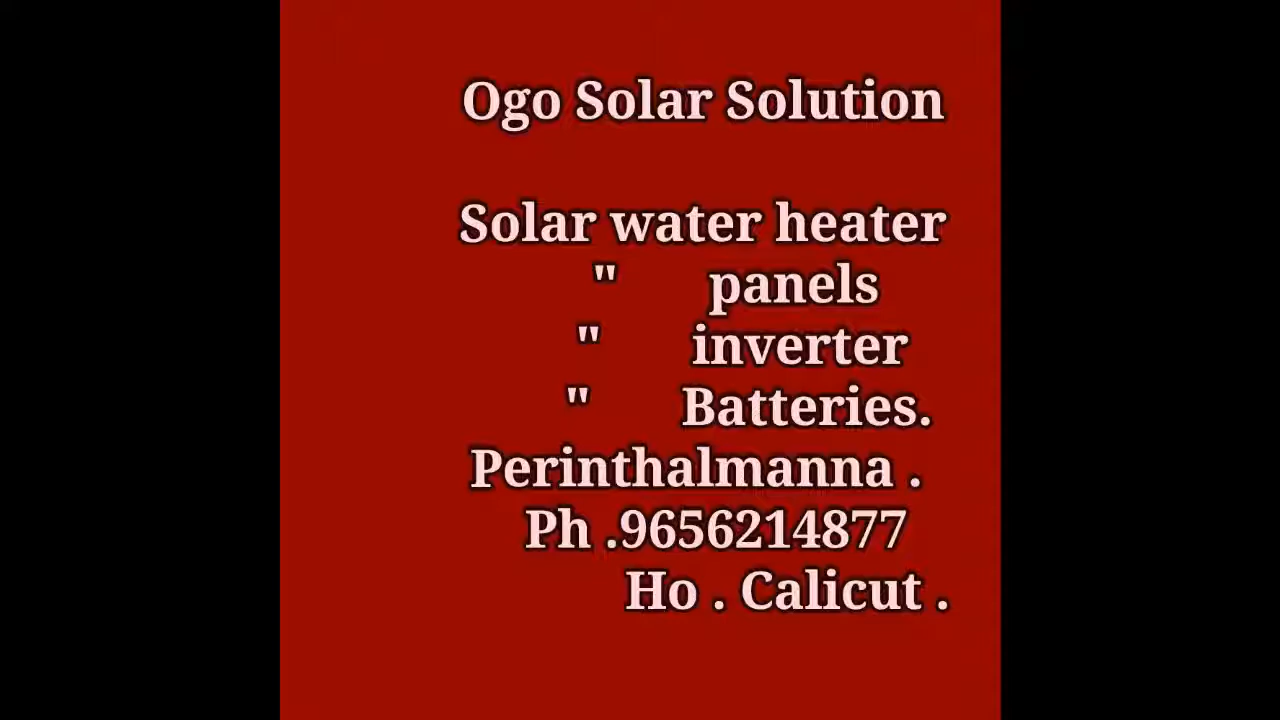 Ogo Solar Solution
Solar water heater
" panels
" inverter
" Batteries.
Perinthalmanna .
Ph .9656214877
Ho . Calicut .